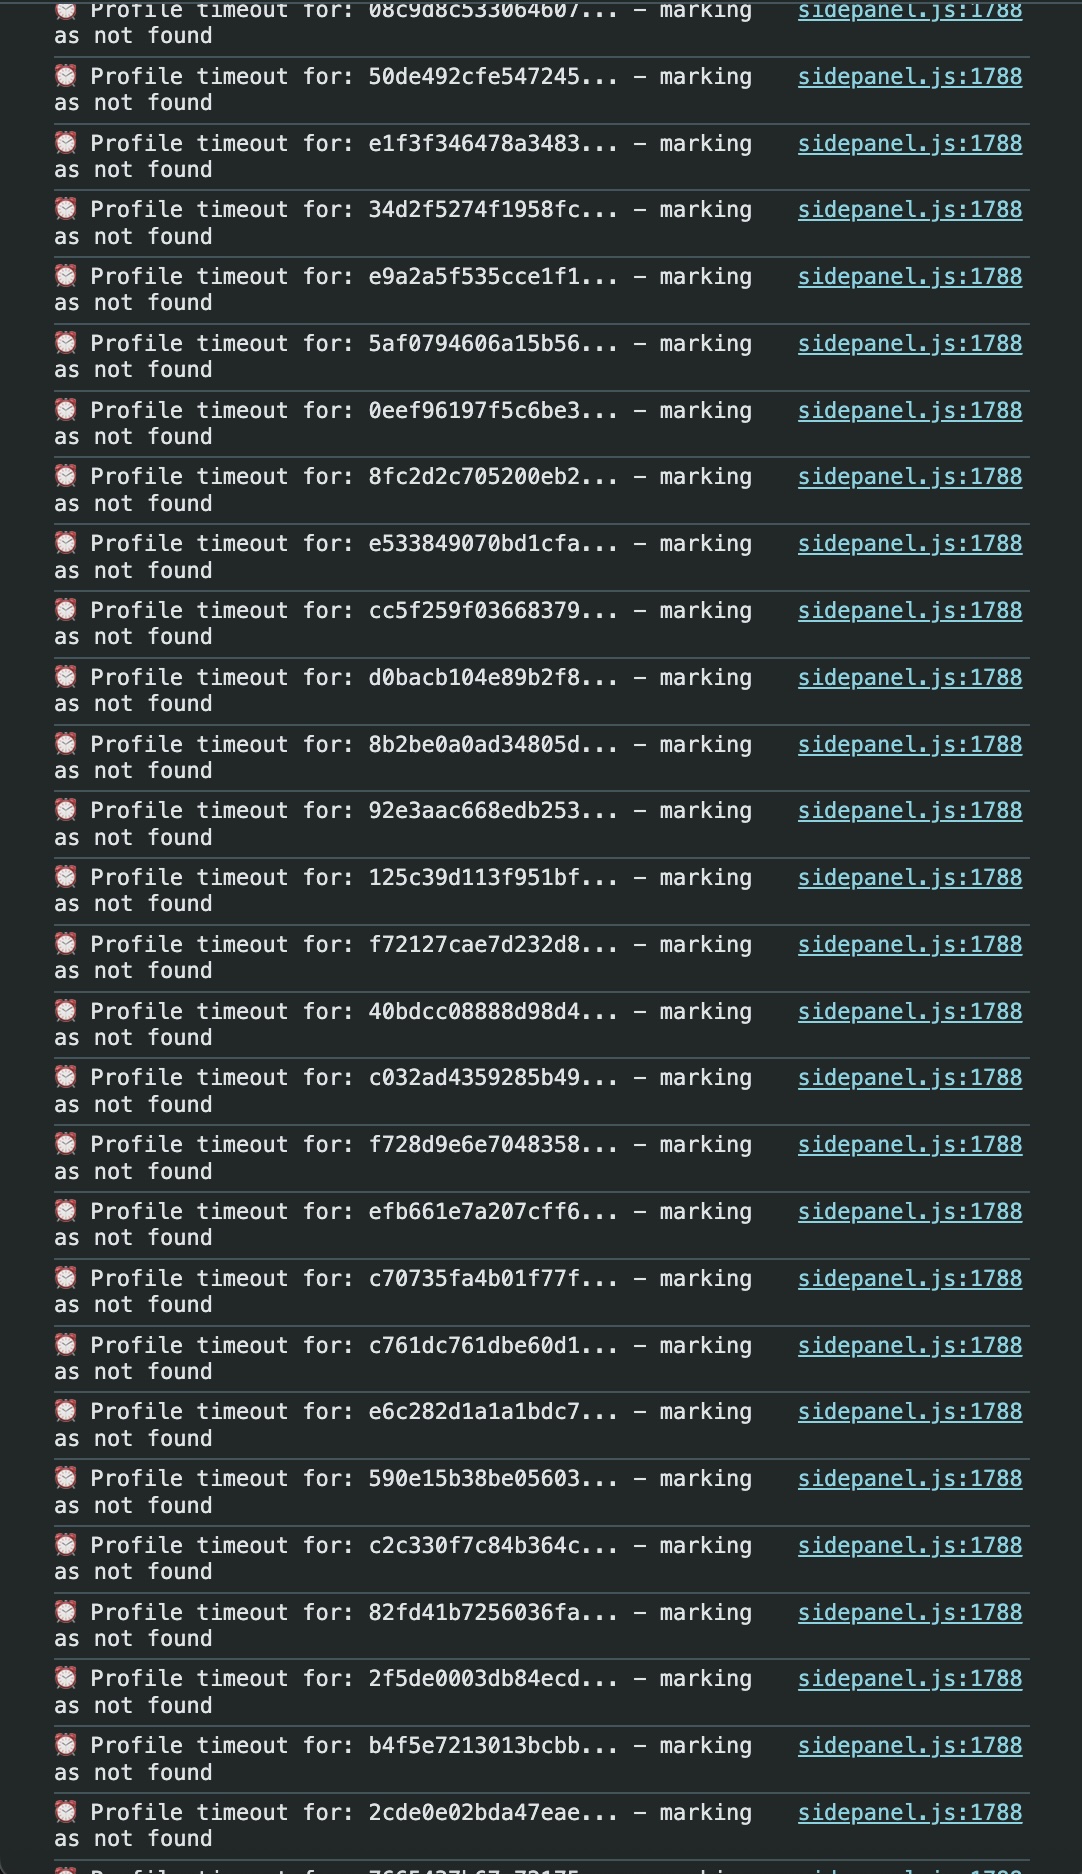 ⏰ Profile timeout for: 08c9d8c533064607... - marking sidepanel.js:1788
as not found
⏰ Profile timeout for: 50de492cfe547245... - marking sidepanel.js:1788
as not found
⏰ Profile timeout for: e1f3f346478a3483... - marking sidepanel.js:1788
as not found
⏰ Profile timeout for: 34d2f5274f1958fc... - marking sidepanel.js:1788
as not found
⏰ Profile timeout for: e9a2a5f535cce1f1... - marking sidepanel.js:1788
as not found
⏰ Profile timeout for: 5af0794606a15b56... - marking sidepanel.js:1788
as not found
⏰ Profile timeout for: 0eef96197f5c6be3... - marking sidepanel.js:1788
as not found
⏰ Profile timeout for: 8fc2d2c705200eb2... - marking sidepanel.js:1788
as not found
⏰ Profile timeout for: e533849070bd1cfa... - marking sidepanel.js:1788
as not found
⏰ Profile timeout for: cc5f259f03668379... - marking sidepanel.js:1788
as not found
⏰ Profile timeout for: d0bacb104e89b2f8... - marking sidepanel.js:1788
as not found
⏰ Profile timeout for: 8b2be0a0ad34805d... - marking sidepanel.js:1788
as not found
⏰ Profile timeout for: 92e3aac668edb253... - marking sidepanel.js:1788
as not found
⏰ Profile timeout for: 125c39d113f951bf... - marking sidepanel.js:1788
as not found
⏰ Profile timeout for: f72127cae7d232d8... - marking sidepanel.js:1788
as not found
⏰ Profile timeout for: 40bdcc08888d98d4... - marking sidepanel.js:1788
as not found
⏰ Profile timeout for: c032ad4359285b49... - marking sidepanel.js:1788
as not found
⏰ Profile timeout for: f728d9e6e7048358... - marking sidepanel.js:1788
as not found
⏰ Profile timeout for: efb661e7a207cff6... - marking sidepanel.js:1788
as not found
⏰ Profile timeout for: c70735fa4b01f77f... - marking sidepanel.js:1788
as not found
⏰ Profile timeout for: c761dc761dbe60d1... - marking sidepanel.js:1788
as not found
⏰ Profile timeout for: e6c282d1a1a1bdc7... - marking sidepanel.js:1788
as not found
⏰ Profile timeout for: 590e15b38be05603... - marking sidepanel.js:1788
as not found
⏰ Profile timeout for: c2c330f7c84b364c... - marking sidepanel.js:1788
as not found
⏰ Profile timeout for: 82fd41b7256036fa... - marking sidepanel.js:1788
as not found
⏰ Profile timeout for: 2f5de0003db84ecd... - marking sidepanel.js:1788
as not found
⏰ Profile timeout for: b4f5e7213013bcbb... - marking sidepanel.js:1788
as not found
⏰ Profile timeout for: 2cde0e02bda47eae... - marking sidepanel.js:1788
as not found